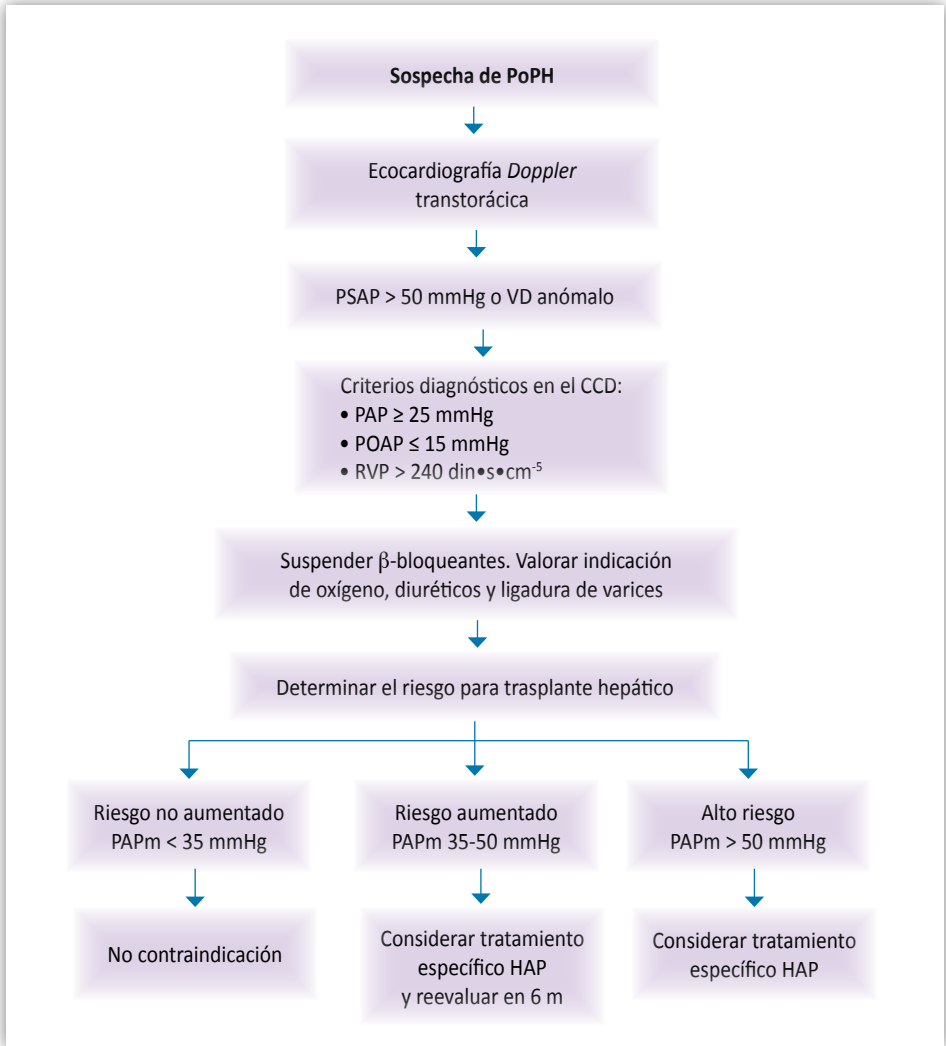 Sospecha de PoPH
Ecocardiografía Doppler
transtorácica
PSAP > 50 mmHg o VD anómalo
Criterios diagnósticos en el CCD:
• PAP ≥ 25 mmHg
• POAP ≤ 15 mmHg
• RVP > 240 din•s•cm⁻⁵
Suspender β-bloqueantes. Valorar indicación
de oxígeno, diuréticos y ligadura de varices
Determinar el riesgo para trasplante hepático
Riesgo no aumentado
PAPm < 35 mmHg
Riesgo aumentado
PAPm 35-50 mmHg
Alto riesgo
PAPm > 50 mmHg
No contraindicación
Considerar tratamiento
específico HAP
y reevaluar en 6 m
Considerar tratamiento
específico HAP